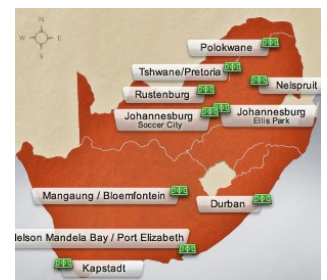 N
W E
S
Polokwane
Tshwane/Pretoria
Nelspruit
Rustenburg
Johannesburg
Soccer City
Johannesburg
Ellis Park
Mangaung / Bloemfontein
Durban
elson Mandela Bay / Port Elizabeth
Kapstadt